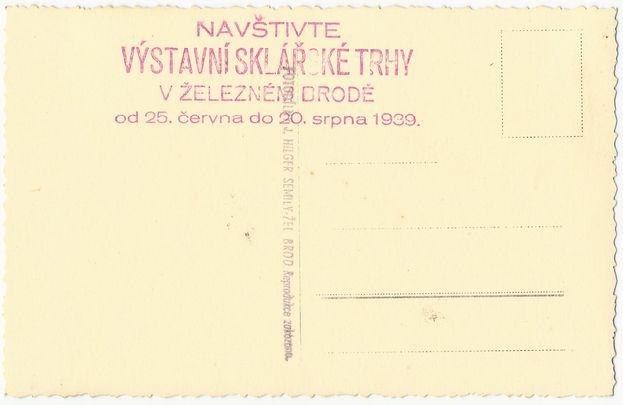 NAVŠTIVTE
VÝSTAVNÍ SKLÁŘSKÉ TRHY
V ŽELEZNÉM BRODĚ
od 25. června do 20. srpna 1939.
J. HILGER SEMILY-ŽEL. BROD Reprodukce zakázána.